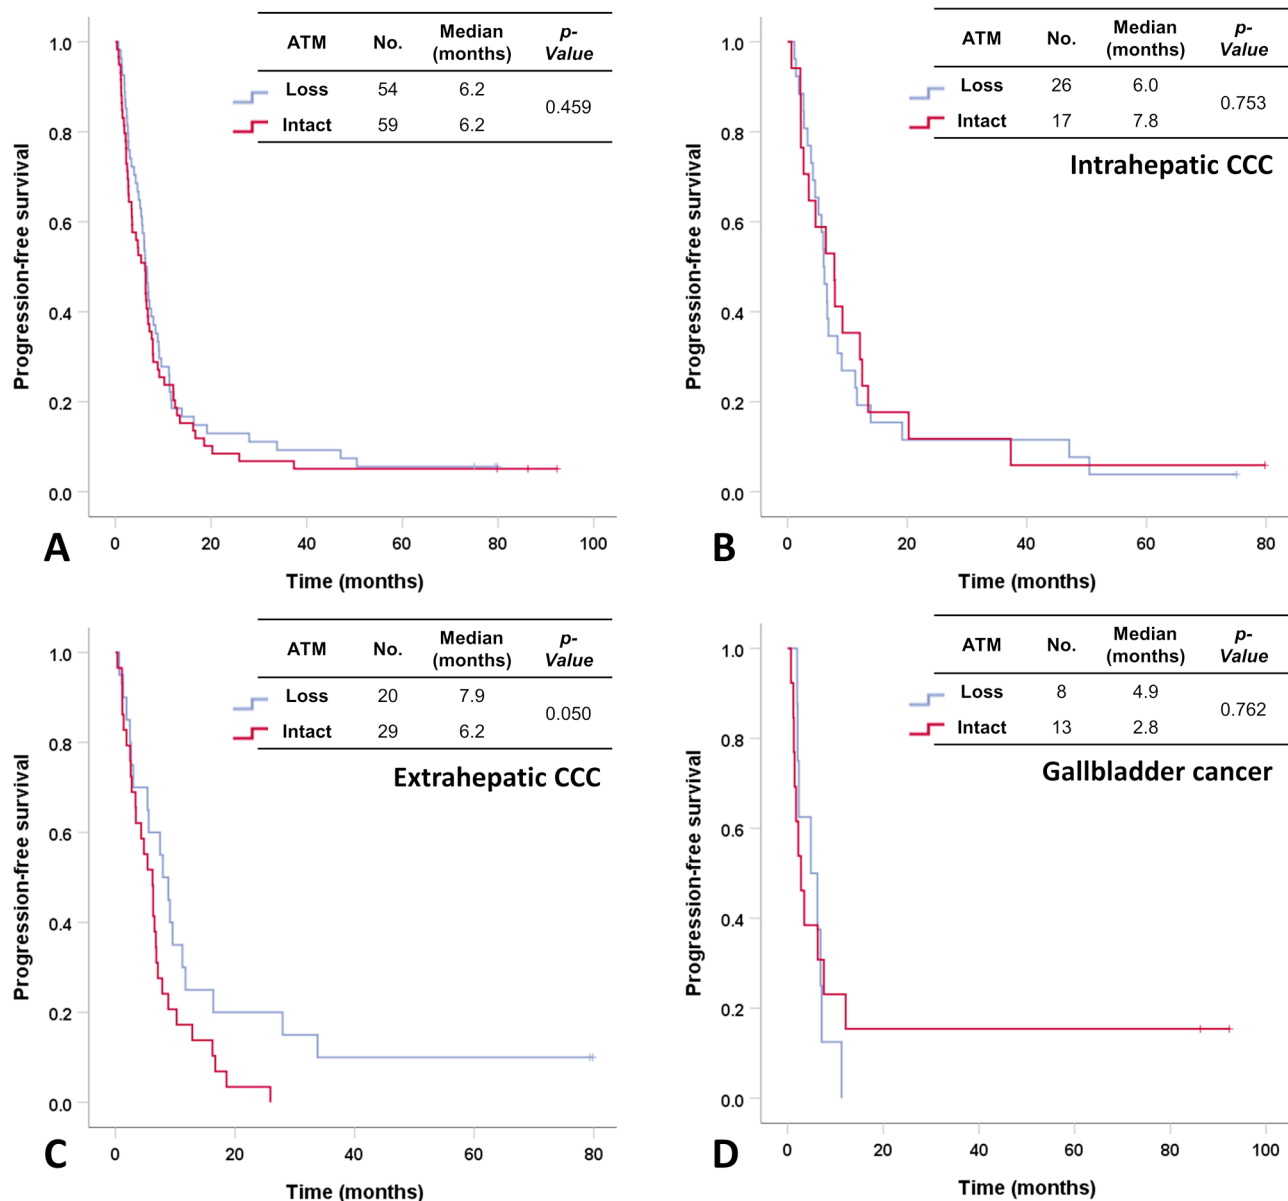 ATM No. Median (months) p-Value
Loss 54 6.2 0.459
Intact 59 6.2
Progression-free survival
1.0
0.8
0.6
0.4
0.2
0.0
0 20 40 60 80 100
A
Time (months)
ATM No. Median (months) p-Value
Loss 26 6.0 0.753
Intact 17 7.8
Intrahepatic CCC
Progression-free survival
1.0
0.8
0.6
0.4
0.2
0.0
0 20 40 60 80
B
Time (months)
ATM No. Median (months) p-Value
Loss 20 7.9 0.050
Intact 29 6.2
Extrahepatic CCC
Progression-free survival
1.0
0.8
0.6
0.4
0.2
0.0
0 20 40 60 80
C
Time (months)
ATM No. Median (months) p-Value
Loss 8 4.9 0.762
Intact 13 2.8
Gallbladder cancer
Progression-free survival
1.0
0.8
0.6
0.4
0.2
0.0
0 20 40 60 80 100
D
Time (months)